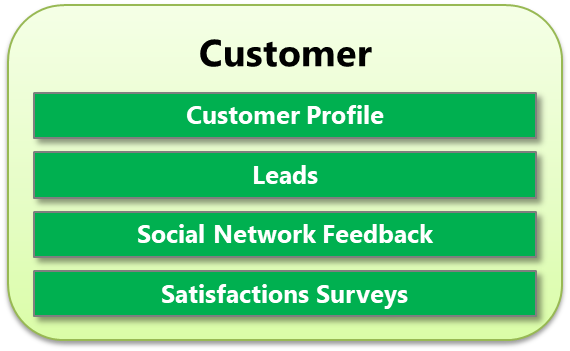 Customer
Customer Profile
Leads
Social Network Feedback
Satisfactions Surveys